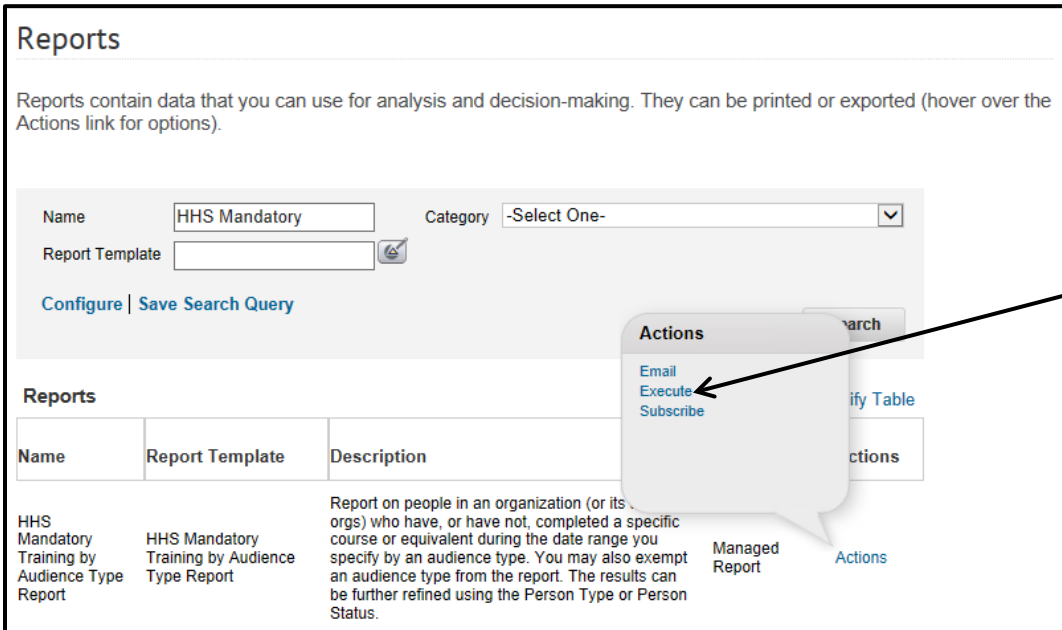 Reports
Reports contain data that you can use for analysis and decision-making. They can be printed or exported (hover over the
Actions link for options).
Name HHS Mandatory Category -Select One-
Report Template
Configure | Save Search Query
Actions
Email
Execute
Subscribe
Reports
Name Report Template Description
HHS
Mandatory
Training by
Audience Type
Report
HHS Mandatory
Training by Audience
Type Report
Report on people in an organization (or its
orgs) who have, or have not, completed a specific
course or equivalent during the date range you
specify by an audience type. You may also exempt
an audience type from the report. The results can
be further refined using the Person Type or Person
Status.
Managed
Report
Actions